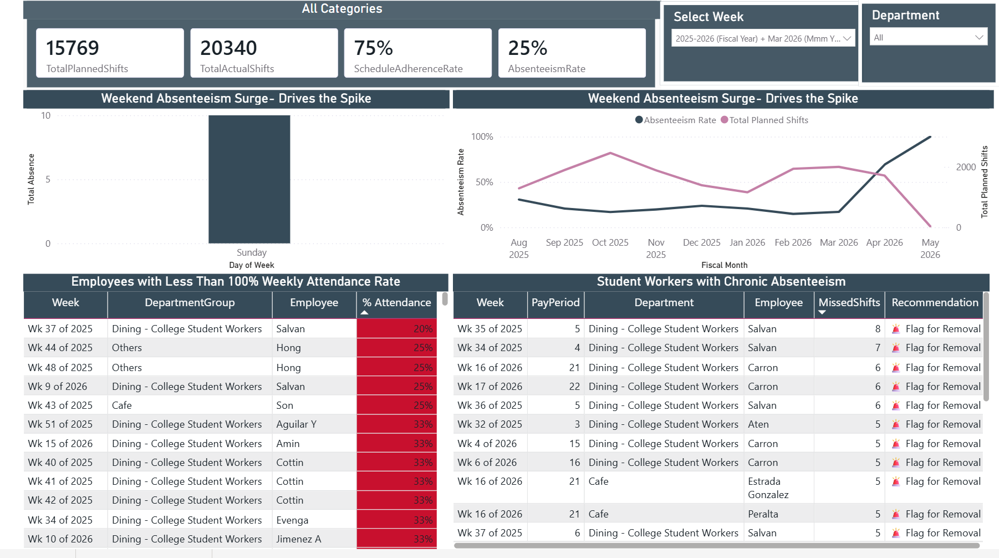 All Categories
15769
TotalPlannedShifts
20340
TotalActualShifts
75%
ScheduleAdherenceRate
25%
AbsenteeismRate
Select Week
2025-2026 (Fiscal Year) + Mar 2026 (Mmm Y...
Department
All
Weekend Absenteeism Surge- Drives the Spike
10
5
0
Total Absence
Sunday
Day of Week
Weekend Absenteeism Surge- Drives the Spike
Absenteeism Rate Total Planned Shifts
100%
50%
0%
Absenteeism Rate
2000
0
Total Planned Shifts
Aug 2025
Sep 2025
Oct 2025
Nov 2025
Dec 2025
Jan 2026
Feb 2026
Mar 2026
Apr 2026
May 2026
Fiscal Month
Employees with Less Than 100% Weekly Attendance Rate
Week DepartmentGroup Employee % Attendance
Wk 37 of 2025 Dining - College Student Workers Salvan 20%
Wk 44 of 2025 Others Hong 25%
Wk 48 of 2025 Others Hong 25%
Wk 9 of 2026 Dining - College Student Workers Salvan 25%
Wk 43 of 2025 Cafe Son 25%
Wk 51 of 2025 Dining - College Student Workers Aguilar Y 33%
Wk 15 of 2026 Dining - College Student Workers Amin 33%
Wk 40 of 2025 Dining - College Student Workers Cottin 33%
Wk 41 of 2025 Dining - College Student Workers Cottin 33%
Wk 42 of 2025 Dining - College Student Workers Cottin 33%
Wk 34 of 2025 Dining - College Student Workers Evenga 33%
Wk 10 of 2026 Dining - College Student Workers Jimenez A 33%
Student Workers with Chronic Absenteeism
Week PayPeriod Department Employee MissedShifts Recommendation
Wk 35 of 2025 5 Dining - College Student Workers Salvan 8 🚨 Flag for Removal
Wk 34 of 2025 4 Dining - College Student Workers Salvan 7 🚨 Flag for Removal
Wk 16 of 2026 21 Dining - College Student Workers Carron 6 🚨 Flag for Removal
Wk 17 of 2026 22 Dining - College Student Workers Carron 6 🚨 Flag for Removal
Wk 36 of 2025 5 Dining - College Student Workers Salvan 6 🚨 Flag for Removal
Wk 32 of 2025 3 Dining - College Student Workers Aten 5 🚨 Flag for Removal
Wk 4 of 2026 15 Dining - College Student Workers Carron 5 🚨 Flag for Removal
Wk 6 of 2026 16 Dining - College Student Workers Carron 5 🚨 Flag for Removal
Wk 16 of 2026 21 Cafe Estrada Gonzalez 5 🚨 Flag for Removal
Wk 16 of 2026 21 Cafe Peralta 5 🚨 Flag for Removal
Wk 37 of 2025 6 Dining - College Student Workers Salvan 5 🚨 Flag for Removal